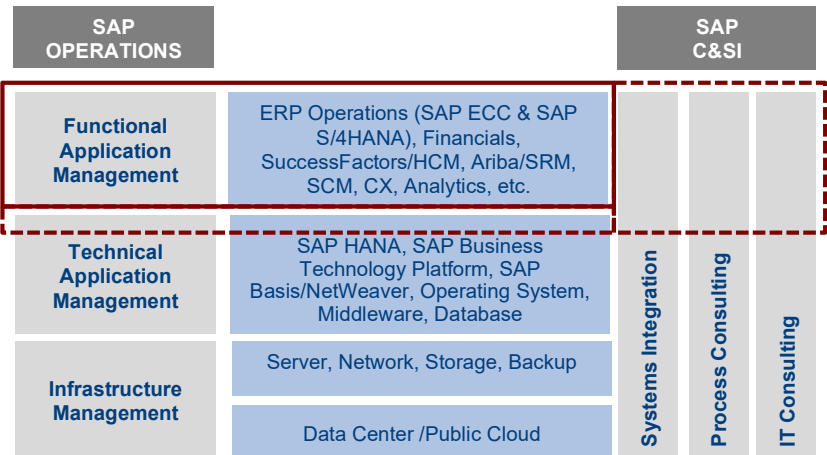 SAP
OPERATIONS
SAP
C&SI
Functional
Application
Management
ERP Operations (SAP ECC & SAP
S/4HANA), Financials,
SuccessFactors/HCM, Ariba/SRM,
SCM, CX, Analytics, etc.
Technical
Application
Management
SAP HANA, SAP Business
Technology Platform, SAP
Basis/NetWeaver, Operating System,
Middleware, Database
Infrastructure
Management
Server, Network, Storage, Backup
Data Center /Public Cloud
Systems Integration
Process Consulting
IT Consulting